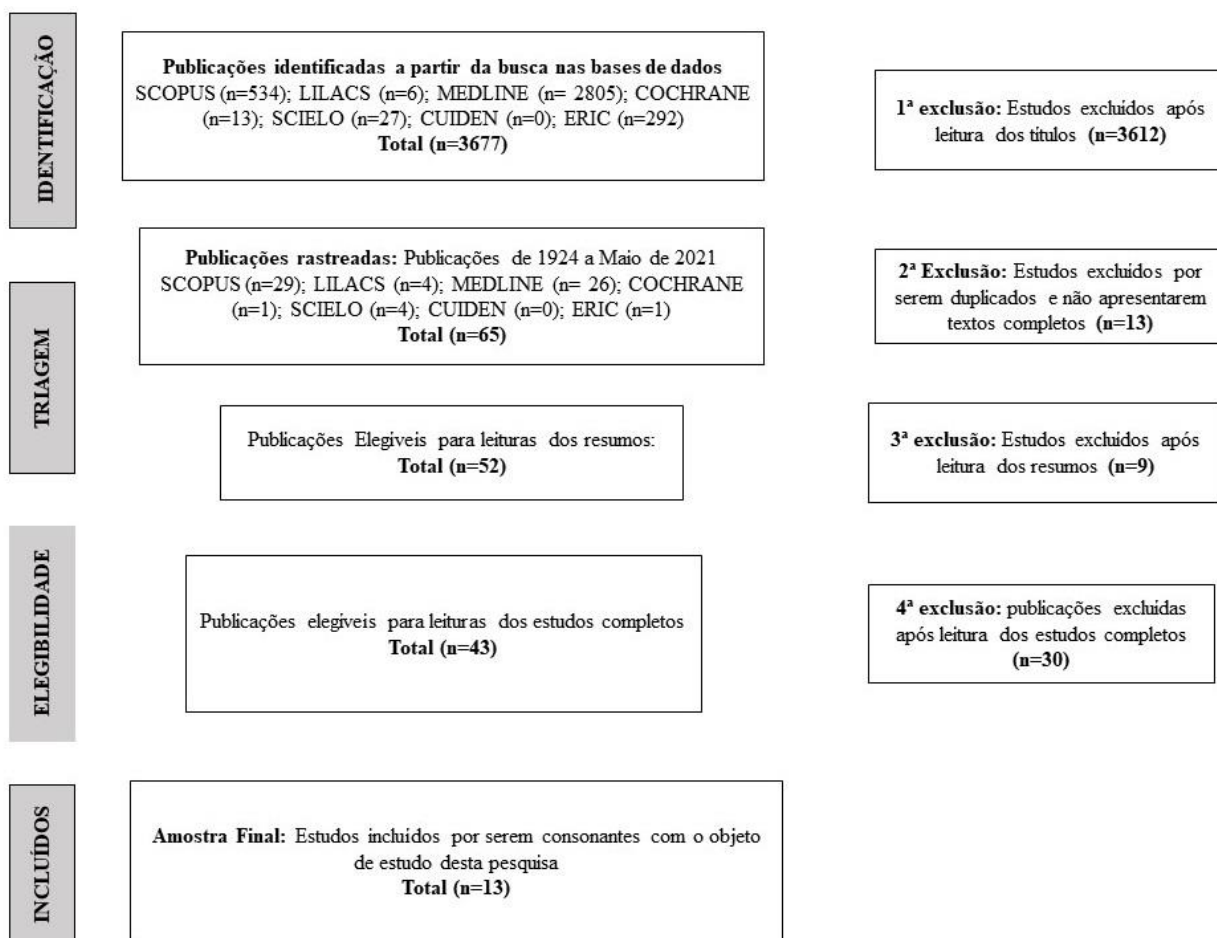 IDENTIFICAÇÃO
Publicações identificadas a partir da busca nas bases de dados
SCOPUS (n=534); LILACS (n=6); MEDLINE (n= 2805); COCHRANE
(n=13); SCIELO (n=27); CUIDEN (n=0); ERIC (n=292)
Total (n=3677)
1ª exclusão: Estudos excluídos após
leitura dos títulos (n=3612)
TRIAGEM
Publicações rastreadas: Publicações de 1924 a Maio de 2021
SCOPUS (n=29); LILACS (n=4); MEDLINE (n= 26); COCHRANE
(n=1); SCIELO (n=4); CUIDEN (n=0); ERIC (n=1)
Total (n=65)
2ª Exclusão: Estudos excluídos por
serem duplicados e não apresentarem
textos completos (n=13)
Publicações Elegíveis para leituras dos resumos:
Total (n=52)
3ª exclusão: Estudos excluídos após
leitura dos resumos (n=9)
ELEGIBILIDADE
Publicações elegíveis para leituras dos estudos completos
Total (n=43)
4ª exclusão: publicações excluídas
após leitura dos estudos completos
(n=30)
INCLUÍDOS
Amostra Final: Estudos incluídos por serem consonantes com o objeto
de estudo desta pesquisa
Total (n=13)